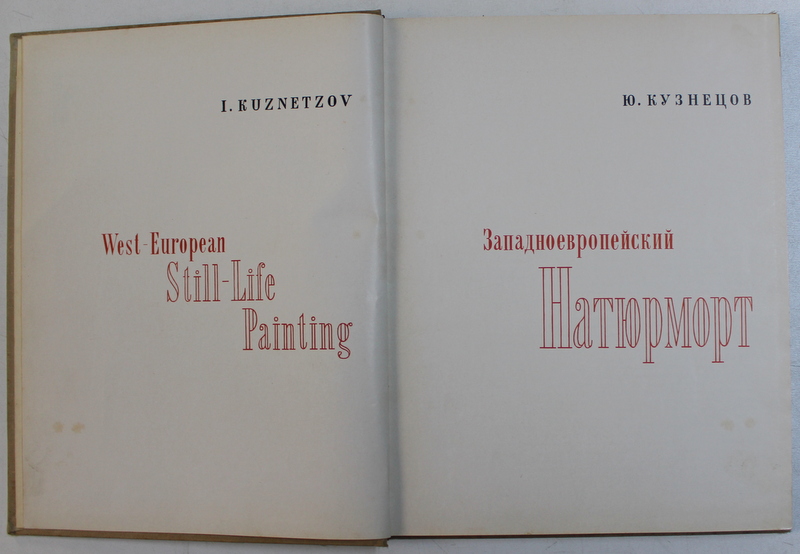 I. KUZNETZOV
West-European
Still-Life
Painting
Ю. КУЗНЕЦОВ
Западноевропейский
Натюрморт